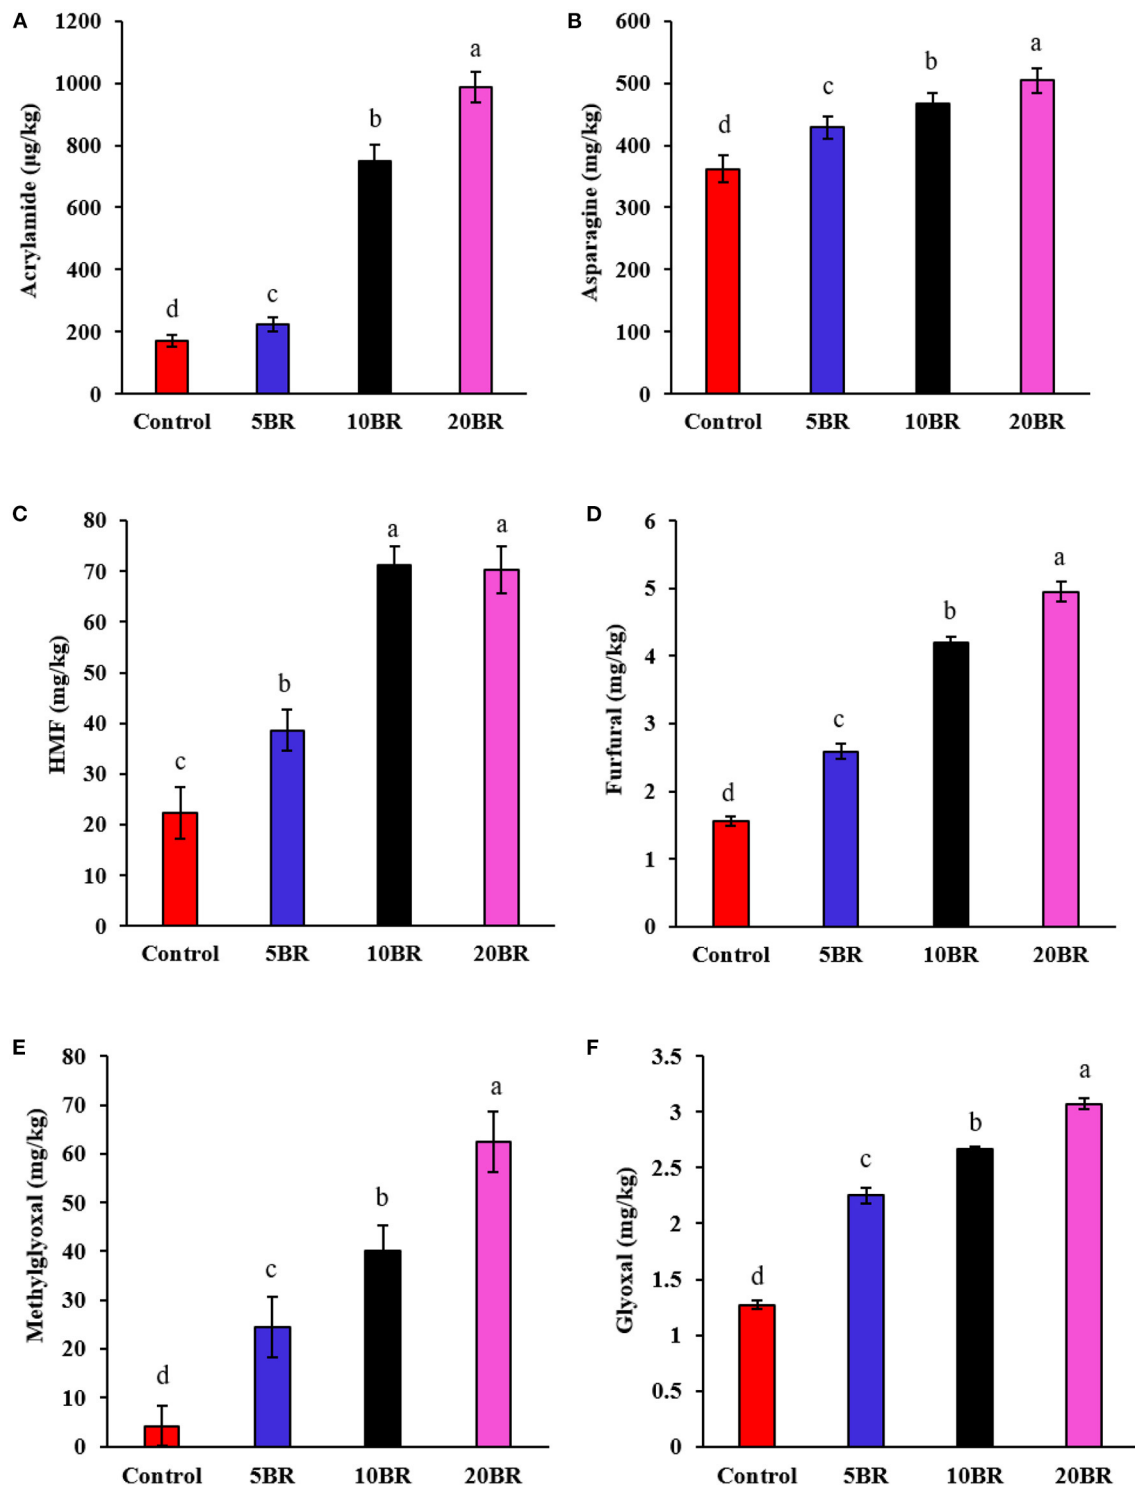 A
Acrylamide (µg/kg)
1200
1000
800
600
400
200
0
d
c
b
a
Control 5BR 10BR 20BR
B
Asparagine (mg/kg)
600
500
400
300
200
100
0
d
c
b
a
Control 5BR 10BR 20BR
C
HMF (mg/kg)
80
70
60
50
40
30
20
10
0
c
b
a
a
Control 5BR 10BR 20BR
D
Furfural (mg/kg)
6
5
4
3
2
1
0
d
c
b
a
Control 5BR 10BR 20BR
E
Methylglyoxal (mg/kg)
80
70
60
50
40
30
20
10
0
d
c
b
a
Control 5BR 10BR 20BR
F
Glyoxal (mg/kg)
3.5
3
2.5
2
1.5
1
0.5
0
d
c
b
a
Control 5BR 10BR 20BR